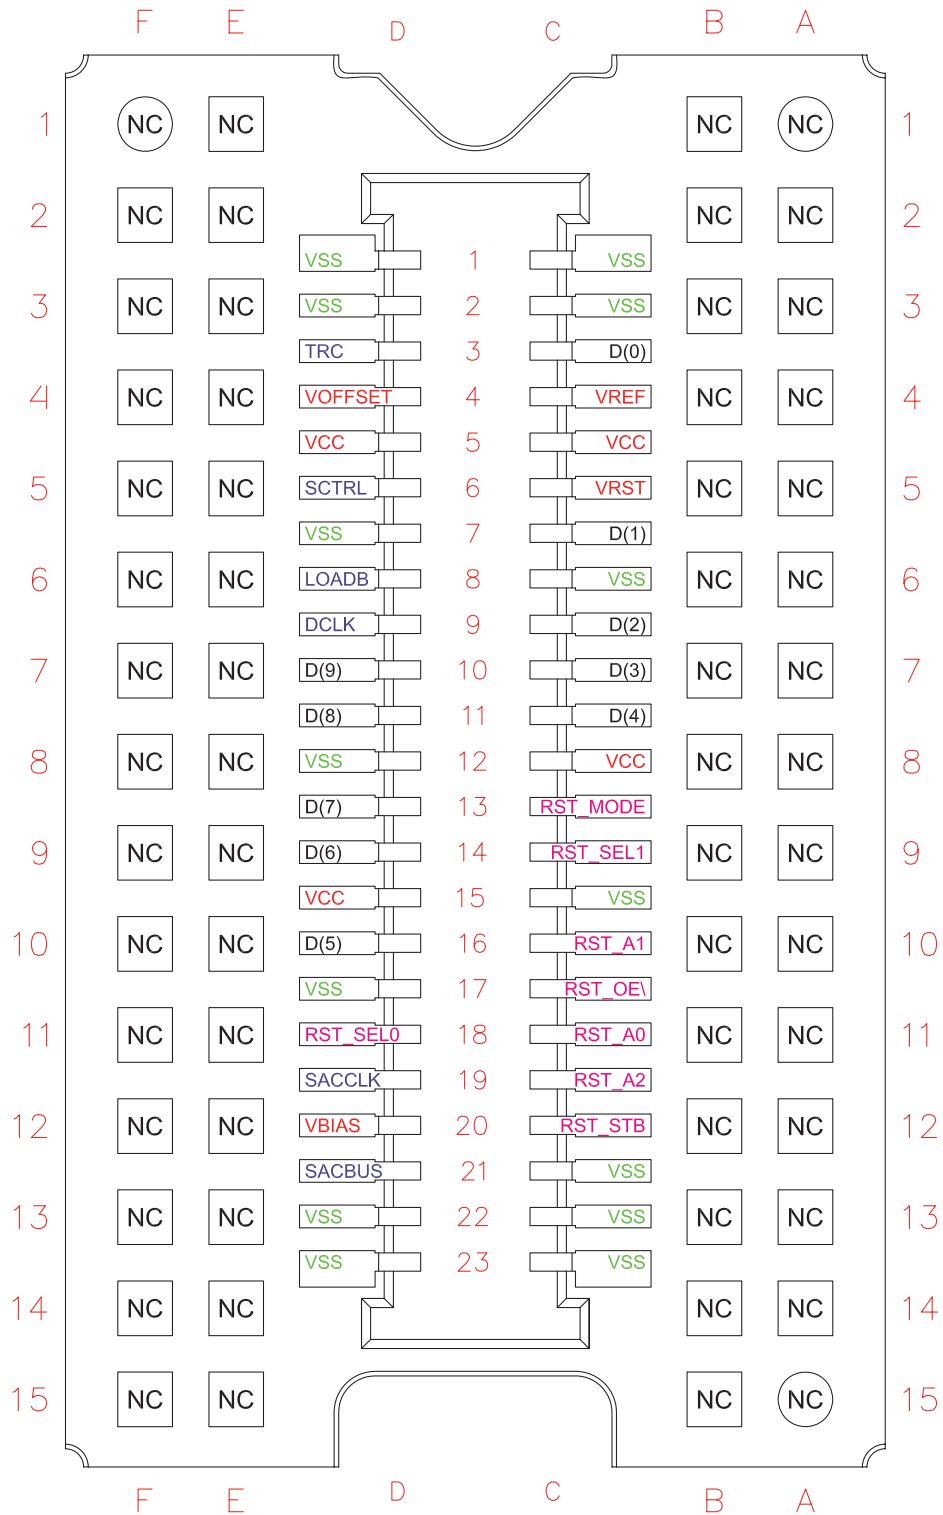 F E D C B A
1 NC NC NC NC 1
2 NC NC NC NC 2
VSS 1 VSS
3 NC NC VSS 2 VSS NC NC 3
TRC 3 D(0)
4 NC NC VOFFSET 4 VREF NC NC 4
VCC 5 VCC
5 NC NC SCTRL 6 VRST NC NC 5
VSS 7 D(1)
6 NC NC LOADB 8 VSS NC NC 6
DCLK 9 D(2)
7 NC NC D(9) 10 D(3) NC NC 7
D(8) 11 D(4)
8 NC NC VSS 12 VCC NC NC 8
D(7) 13 RST_MODE
9 NC NC D(6) 14 RST_SEL1 NC NC 9
VCC 15 VSS
10 NC NC D(5) 16 RST_A1 NC NC 10
VSS 17 RST_OE\
11 NC NC RST_SEL0 18 RST_A0 NC NC 11
SACCLK 19 RST_A2
12 NC NC VBIAS 20 RST_STB NC NC 12
SACBUS 21 VSS
13 NC NC VSS 22 VSS NC NC 13
VSS 23 VSS
14 NC NC NC NC 14
15 NC NC NC NC 15
F E D C B A